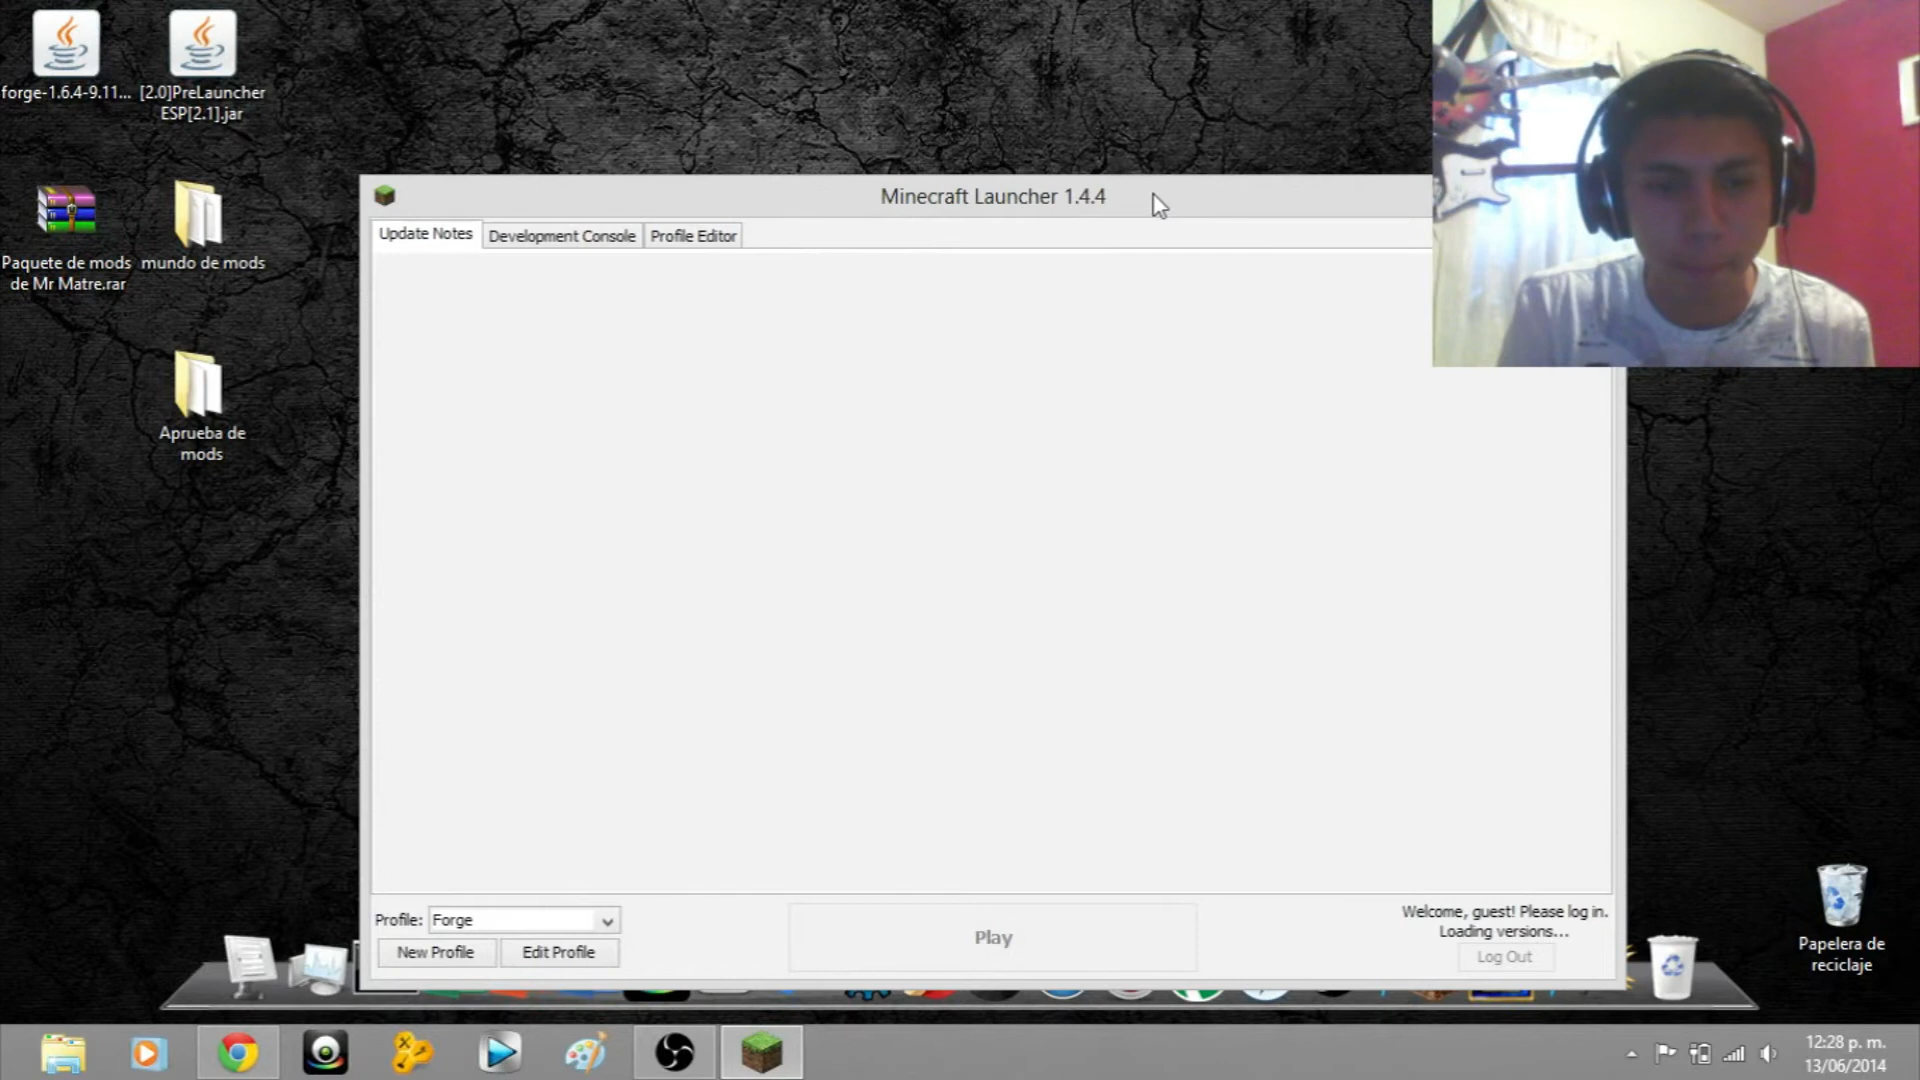 forge-1.6.4-9.11...
[2.0]PreLauncher
ESP[2.1].jar
Paquete de mods
de Mr Matre.rar
mundo de mods
Aprueba de
mods
Minecraft Launcher 1.4.4
Update Notes
Development Console
Profile Editor
Profile:
Forge
New Profile
Edit Profile
Play
Welcome, guest! Please log in.
Loading versions...
Log Out
Papelera de
reciclaje
12:28 p. m.
13/06/2014